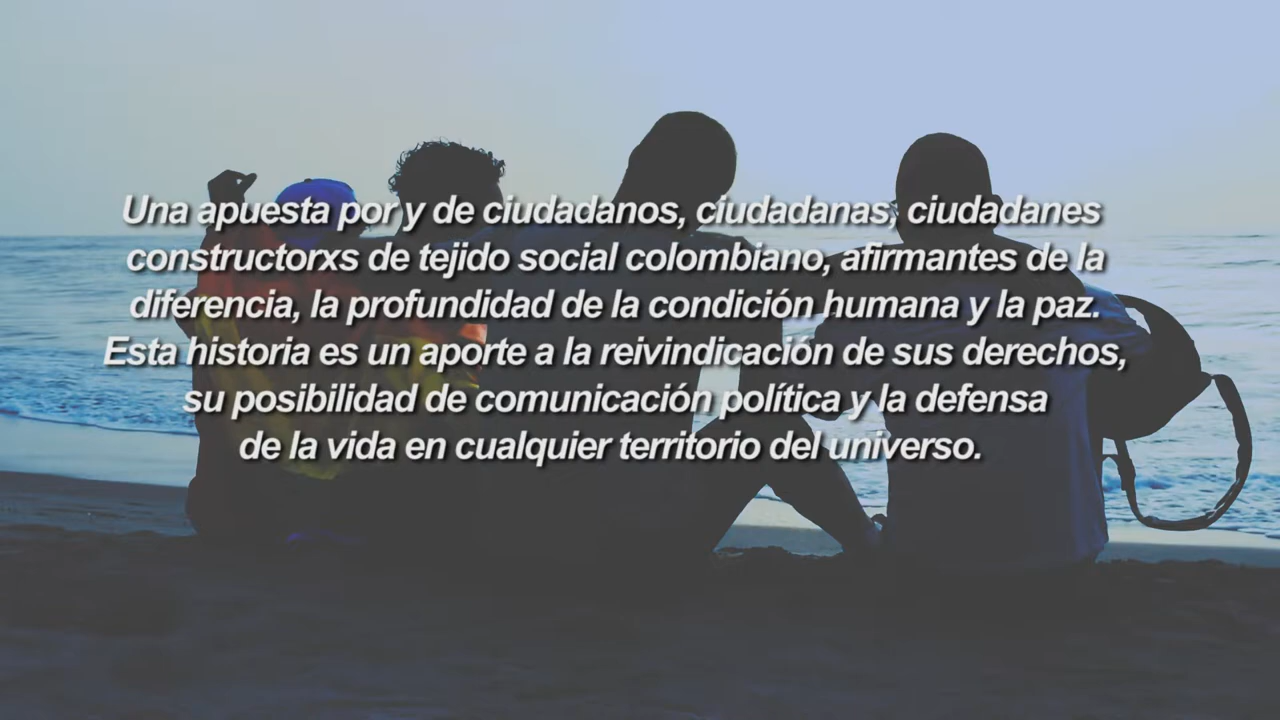 Una apuesta por y de ciudadanos, ciudadanas, ciudadanes
constructorxs de tejido social colombiano, afirmantes de la
diferencia, la profundidad de la condición humana y la paz.
Esta historia es un aporte a la reivindicación de sus derechos,
su posibilidad de comunicación política y la defensa
de la vida en cualquier territorio del universo.